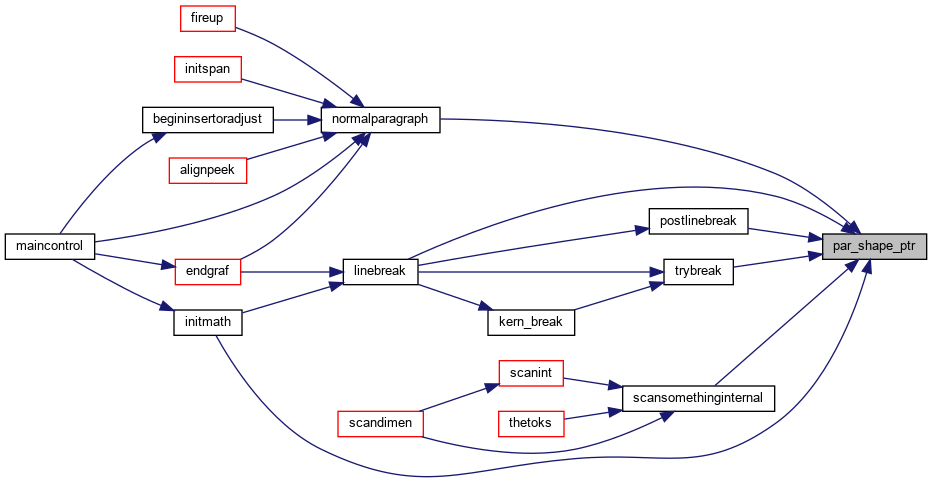 fireup
initspan
begininsertoradjust
normalparagraph
alignpeek
postlinebreak
maincontrol
par_shape_ptr
endgraf
linebreak
trybreak
initmath
kern_break
scanint
scansomethinginternal
scandimen
thetoks